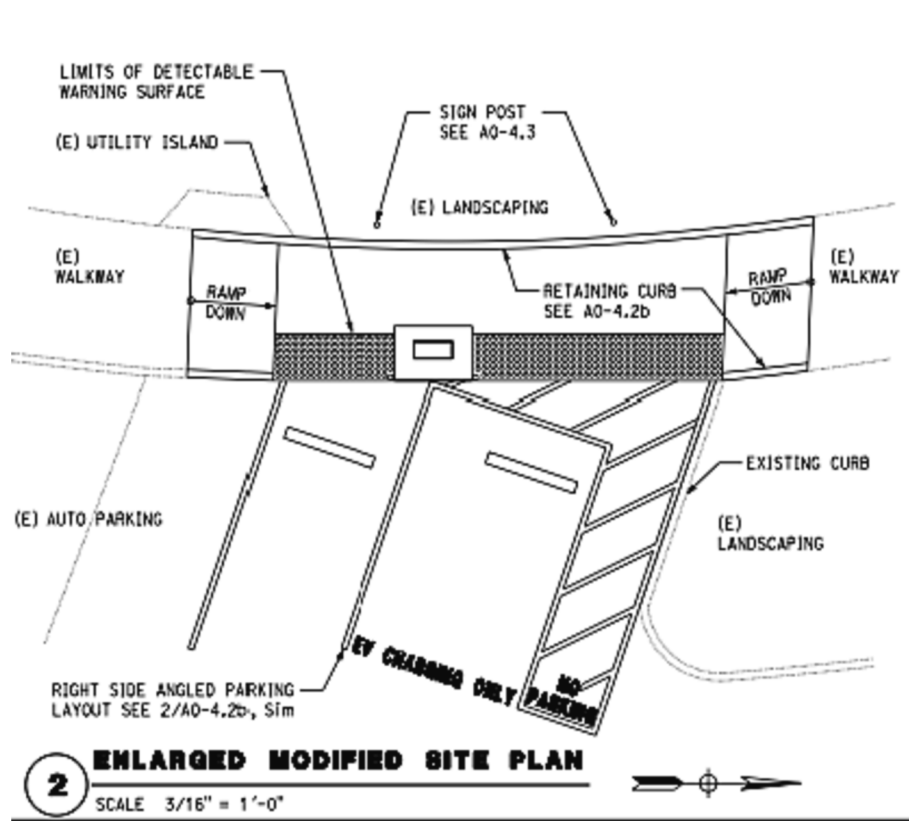 LIMITS OF DETECTABLE
WARNING SURFACE
SIGN POST
SEE A0-4.3
(E) UTILITY ISLAND
(E) LANDSCAPING
(E)
WALKWAY
(E)
WALKWAY
RAMP
DOWN
RAMP
DOWN
RETAINING CURB
SEE A0-4.2b
EXISTING CURB
(E) AUTO PARKING
(E)
LANDSCAPING
EV CHARGING ONLY
NO
PARKING
RIGHT SIDE ANGLED PARKING
LAYOUT SEE 2/A0-4.2b, Sim
2
ENLARGED MODIFIED SITE PLAN
SCALE 3/16" = 1'-0"